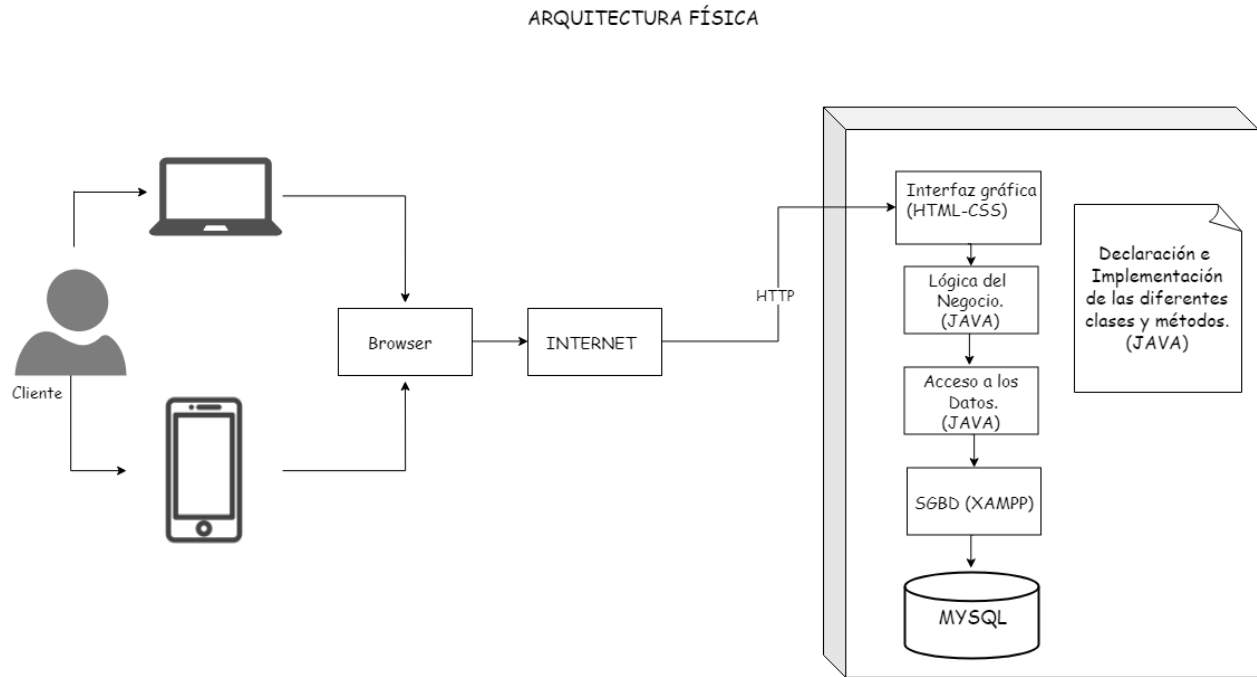 ARQUITECTURA FÍSICA
Cliente
Browser
INTERNET
HTTP
Interfaz gráfica
(HTML-CSS)
Lógica del
Negocio.
(JAVA)
Acceso a los
Datos.
(JAVA)
SGBD (XAMPP)
MYSQL
Declaración e
Implementación
de las diferentes
clases y métodos.
(JAVA)